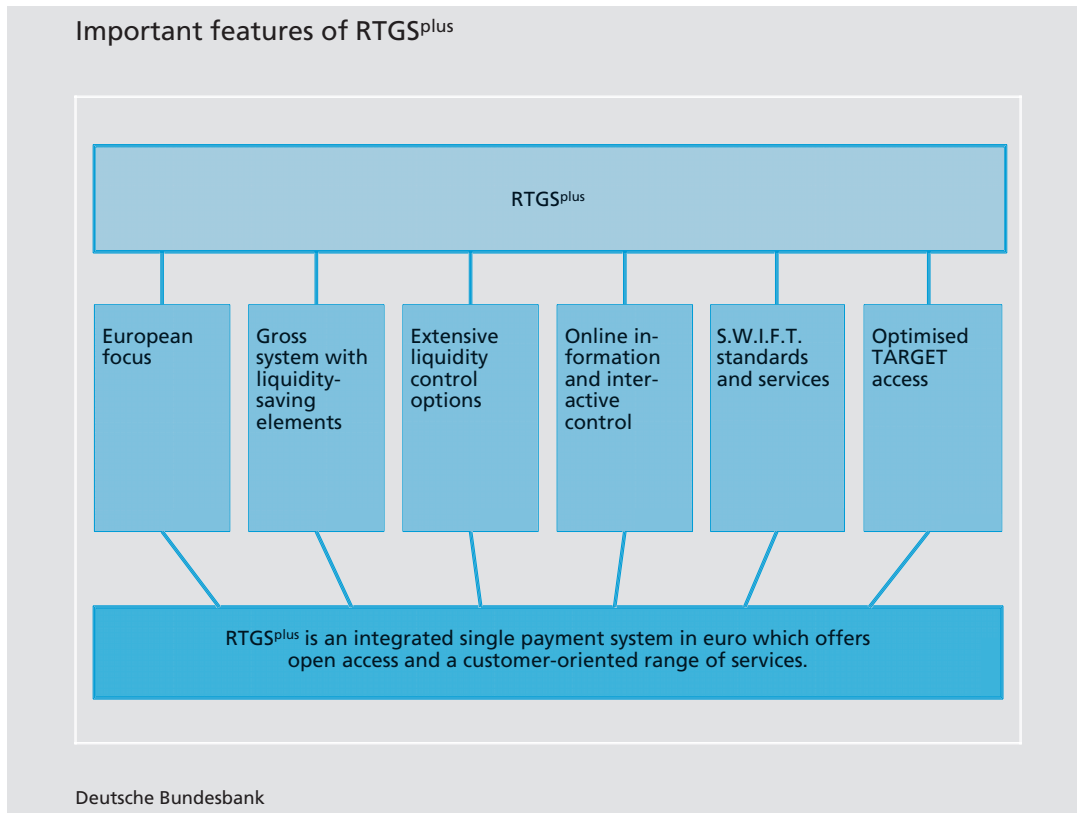 Important features of RTGSplus
RTGSplus
European
focus
Gross
system with
liquidity-
saving
elements
Extensive
liquidity
control
options
Online in-
formation
and inter-
active
control
S.W.I.F.T.
standards
and services
Optimised
TARGET
access
RTGSplus is an integrated single payment system in euro which offers
open access and a customer-oriented range of services.
Deutsche Bundesbank